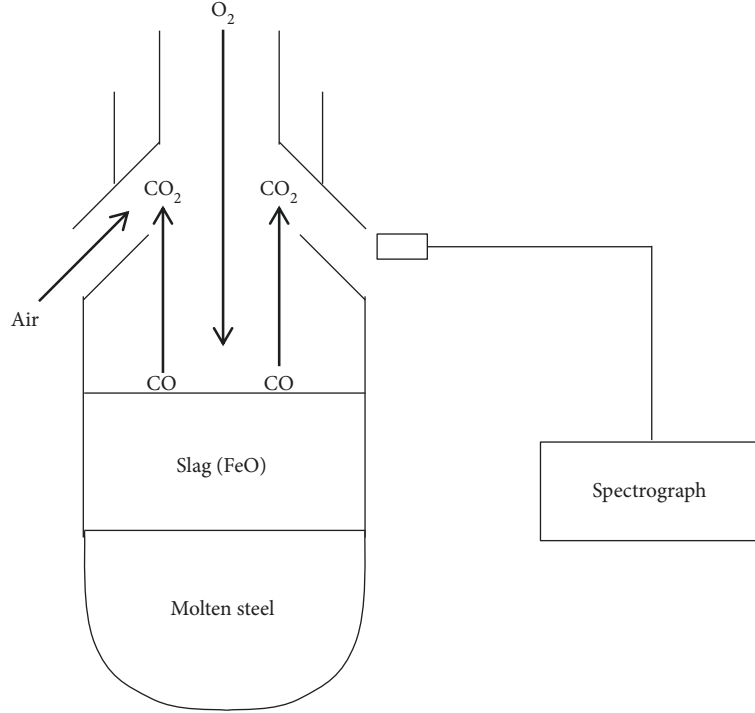 O₂
CO₂
CO₂
Air
CO
CO
Slag (FeO)
Spectrograph
Molten steel